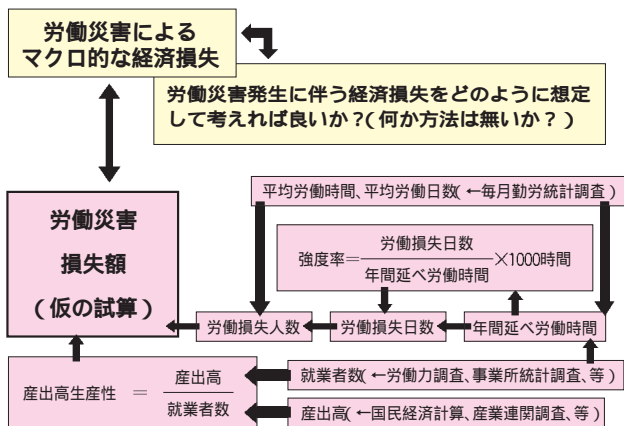 労働災害による
マクロ的な経済損失
労働災害発生に伴う経済損失をどのように想定
して考えれば良いか？(何か方法は無いか？)
労働災害
損失額
(仮の試算)
平均労働時間、平均労働日数(←毎月勤労統計調査)
強度率＝労働損失日数/年間延べ労働時間×1000時間
労働損失人数
労働損失日数
年間延べ労働時間
産出高生産性 ＝ 産出高/就業者数
就業者数(←労働力調査、事業所統計調査、等)
産出高(←国民経済計算、産業連関調査、等)